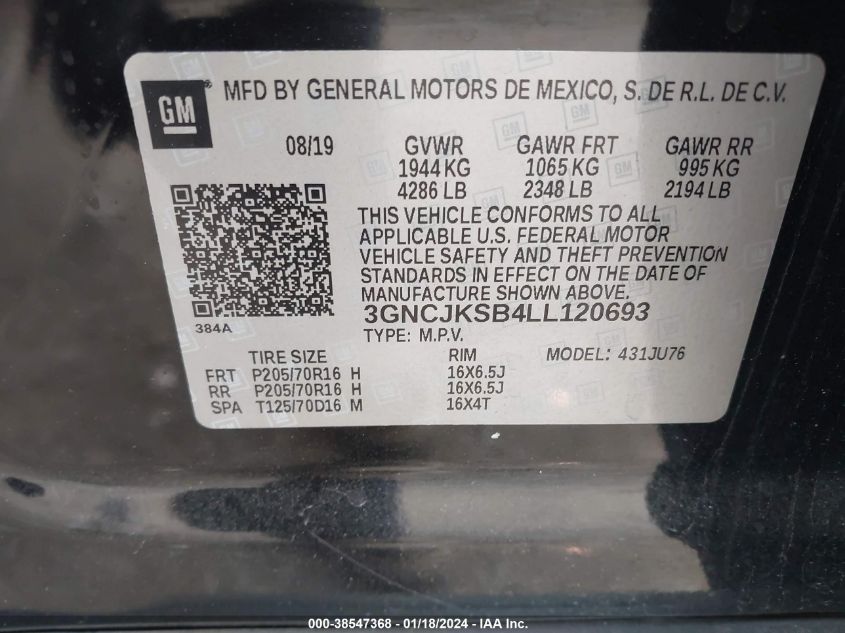 GM® MFD BY GENERAL MOTORS DE MEXICO, S. DE R.L. DE C.V.
08/19 GVWR GAWR FRT GAWR RR
1944 KG 1065 KG 995 KG
4286 LB 2348 LB 2194 LB
THIS VEHICLE CONFORMS TO ALL
APPLICABLE U.S. FEDERAL MOTOR
VEHICLE SAFETY AND THEFT PREVENTION
STANDARDS IN EFFECT ON THE DATE OF
MANUFACTURE SHOWN ABOVE.
384A 3GNCJKSB4LL120693
TYPE: M.P.V.
TIRE SIZE RIM MODEL: 431JU76
FRT P205/70R16 H 16X6.5J
RR P205/70R16 H 16X6.5J
SPA T125/70D16 M 16X4T
000-38547368 - 01/18/2024 - IAA Inc.